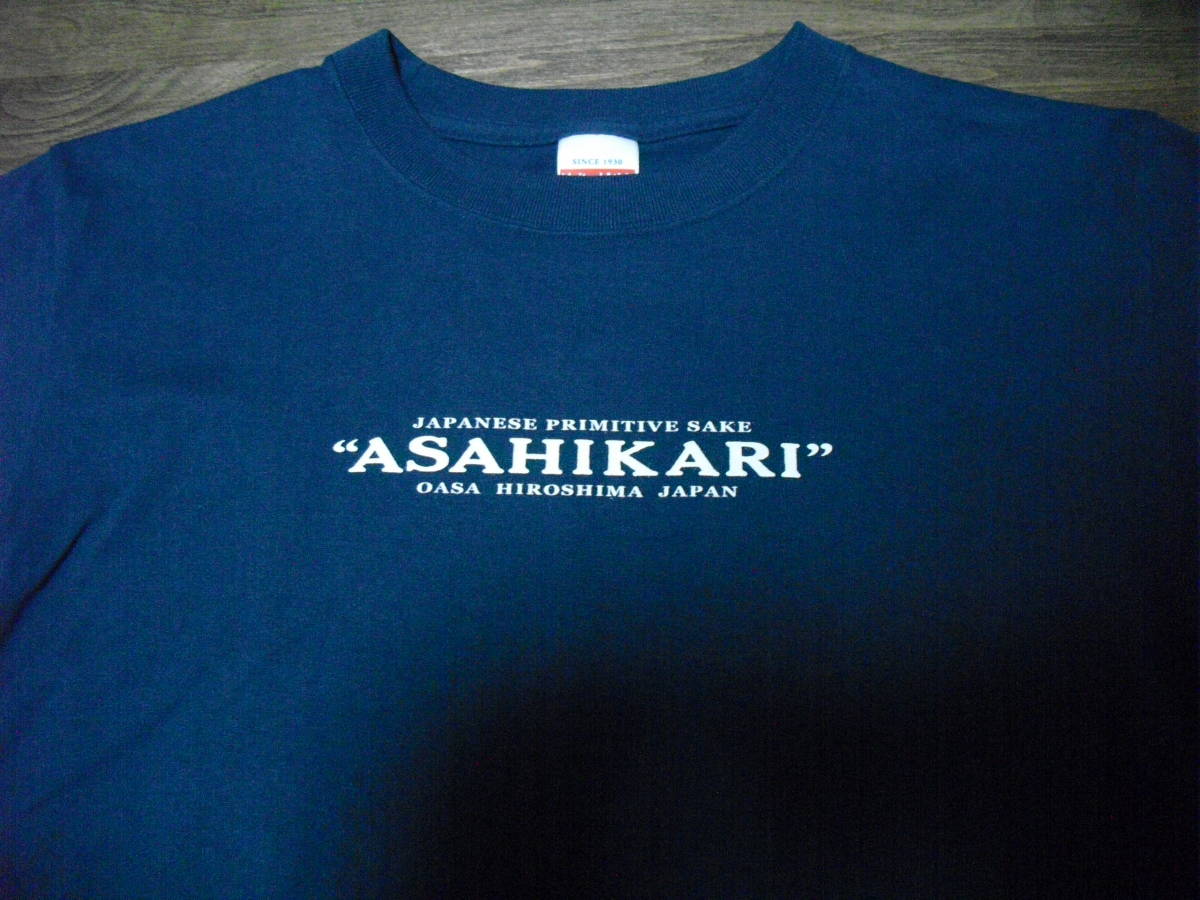 SINCE 1930
JAPANESE PRIMITIVE SAKE
“ASAHIKARI”
OASA HIROSHIMA JAPAN